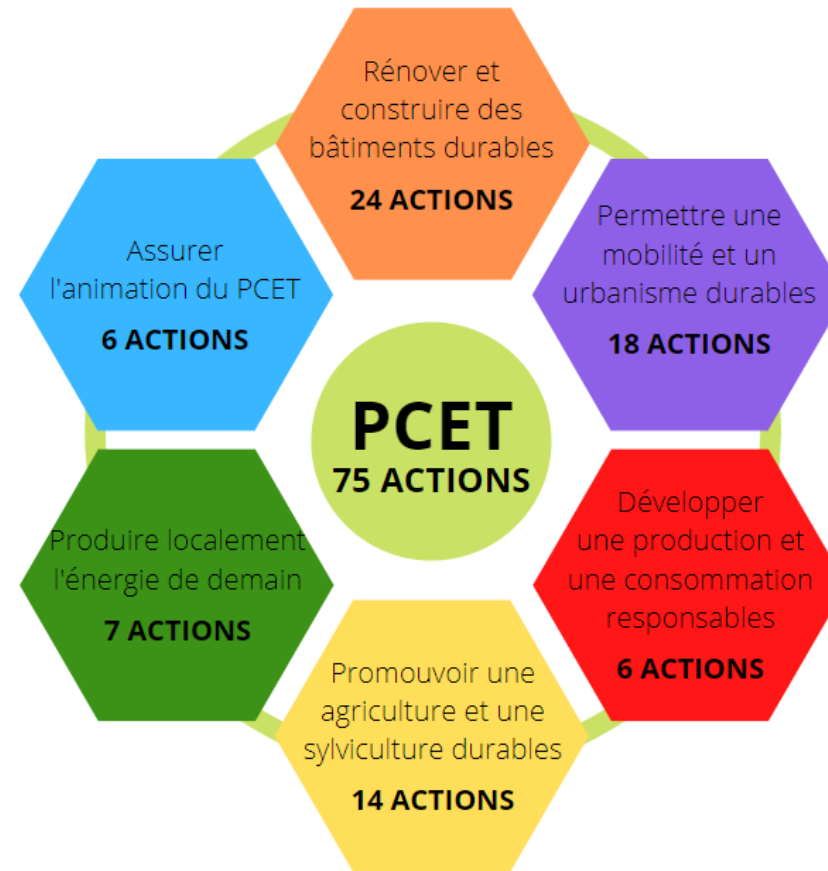 Rénover et
construire des
bâtiments durables
24 ACTIONS
Permettre une
mobilité et un
urbanisme durables
18 ACTIONS
Développer
une production et
une consommation
responsables
6 ACTIONS
Promouvoir une
agriculture et une
sylviculture durables
14 ACTIONS
Produire localement
l'énergie de demain
7 ACTIONS
Assurer
l'animation du PCET
6 ACTIONS
PCET
75 ACTIONS